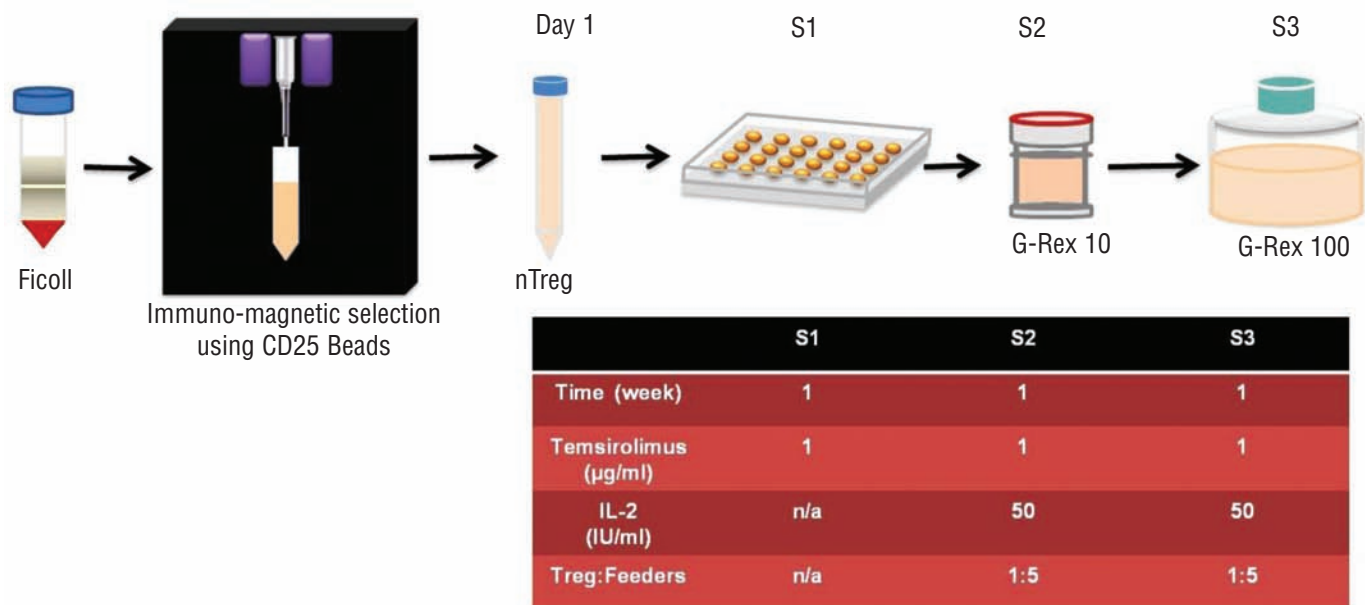 Day 1
S1
S2
S3
Ficoll
Immuno-magnetic selection
using CD25 Beads
nTreg
G-Rex 10
G-Rex 100
S1 S2 S3
Time (week) 1 1 1
Temsirolimus
(µg/ml) 1 1 1
IL-2
(IU/ml) n/a 50 50
Treg:Feeders n/a 1:5 1:5